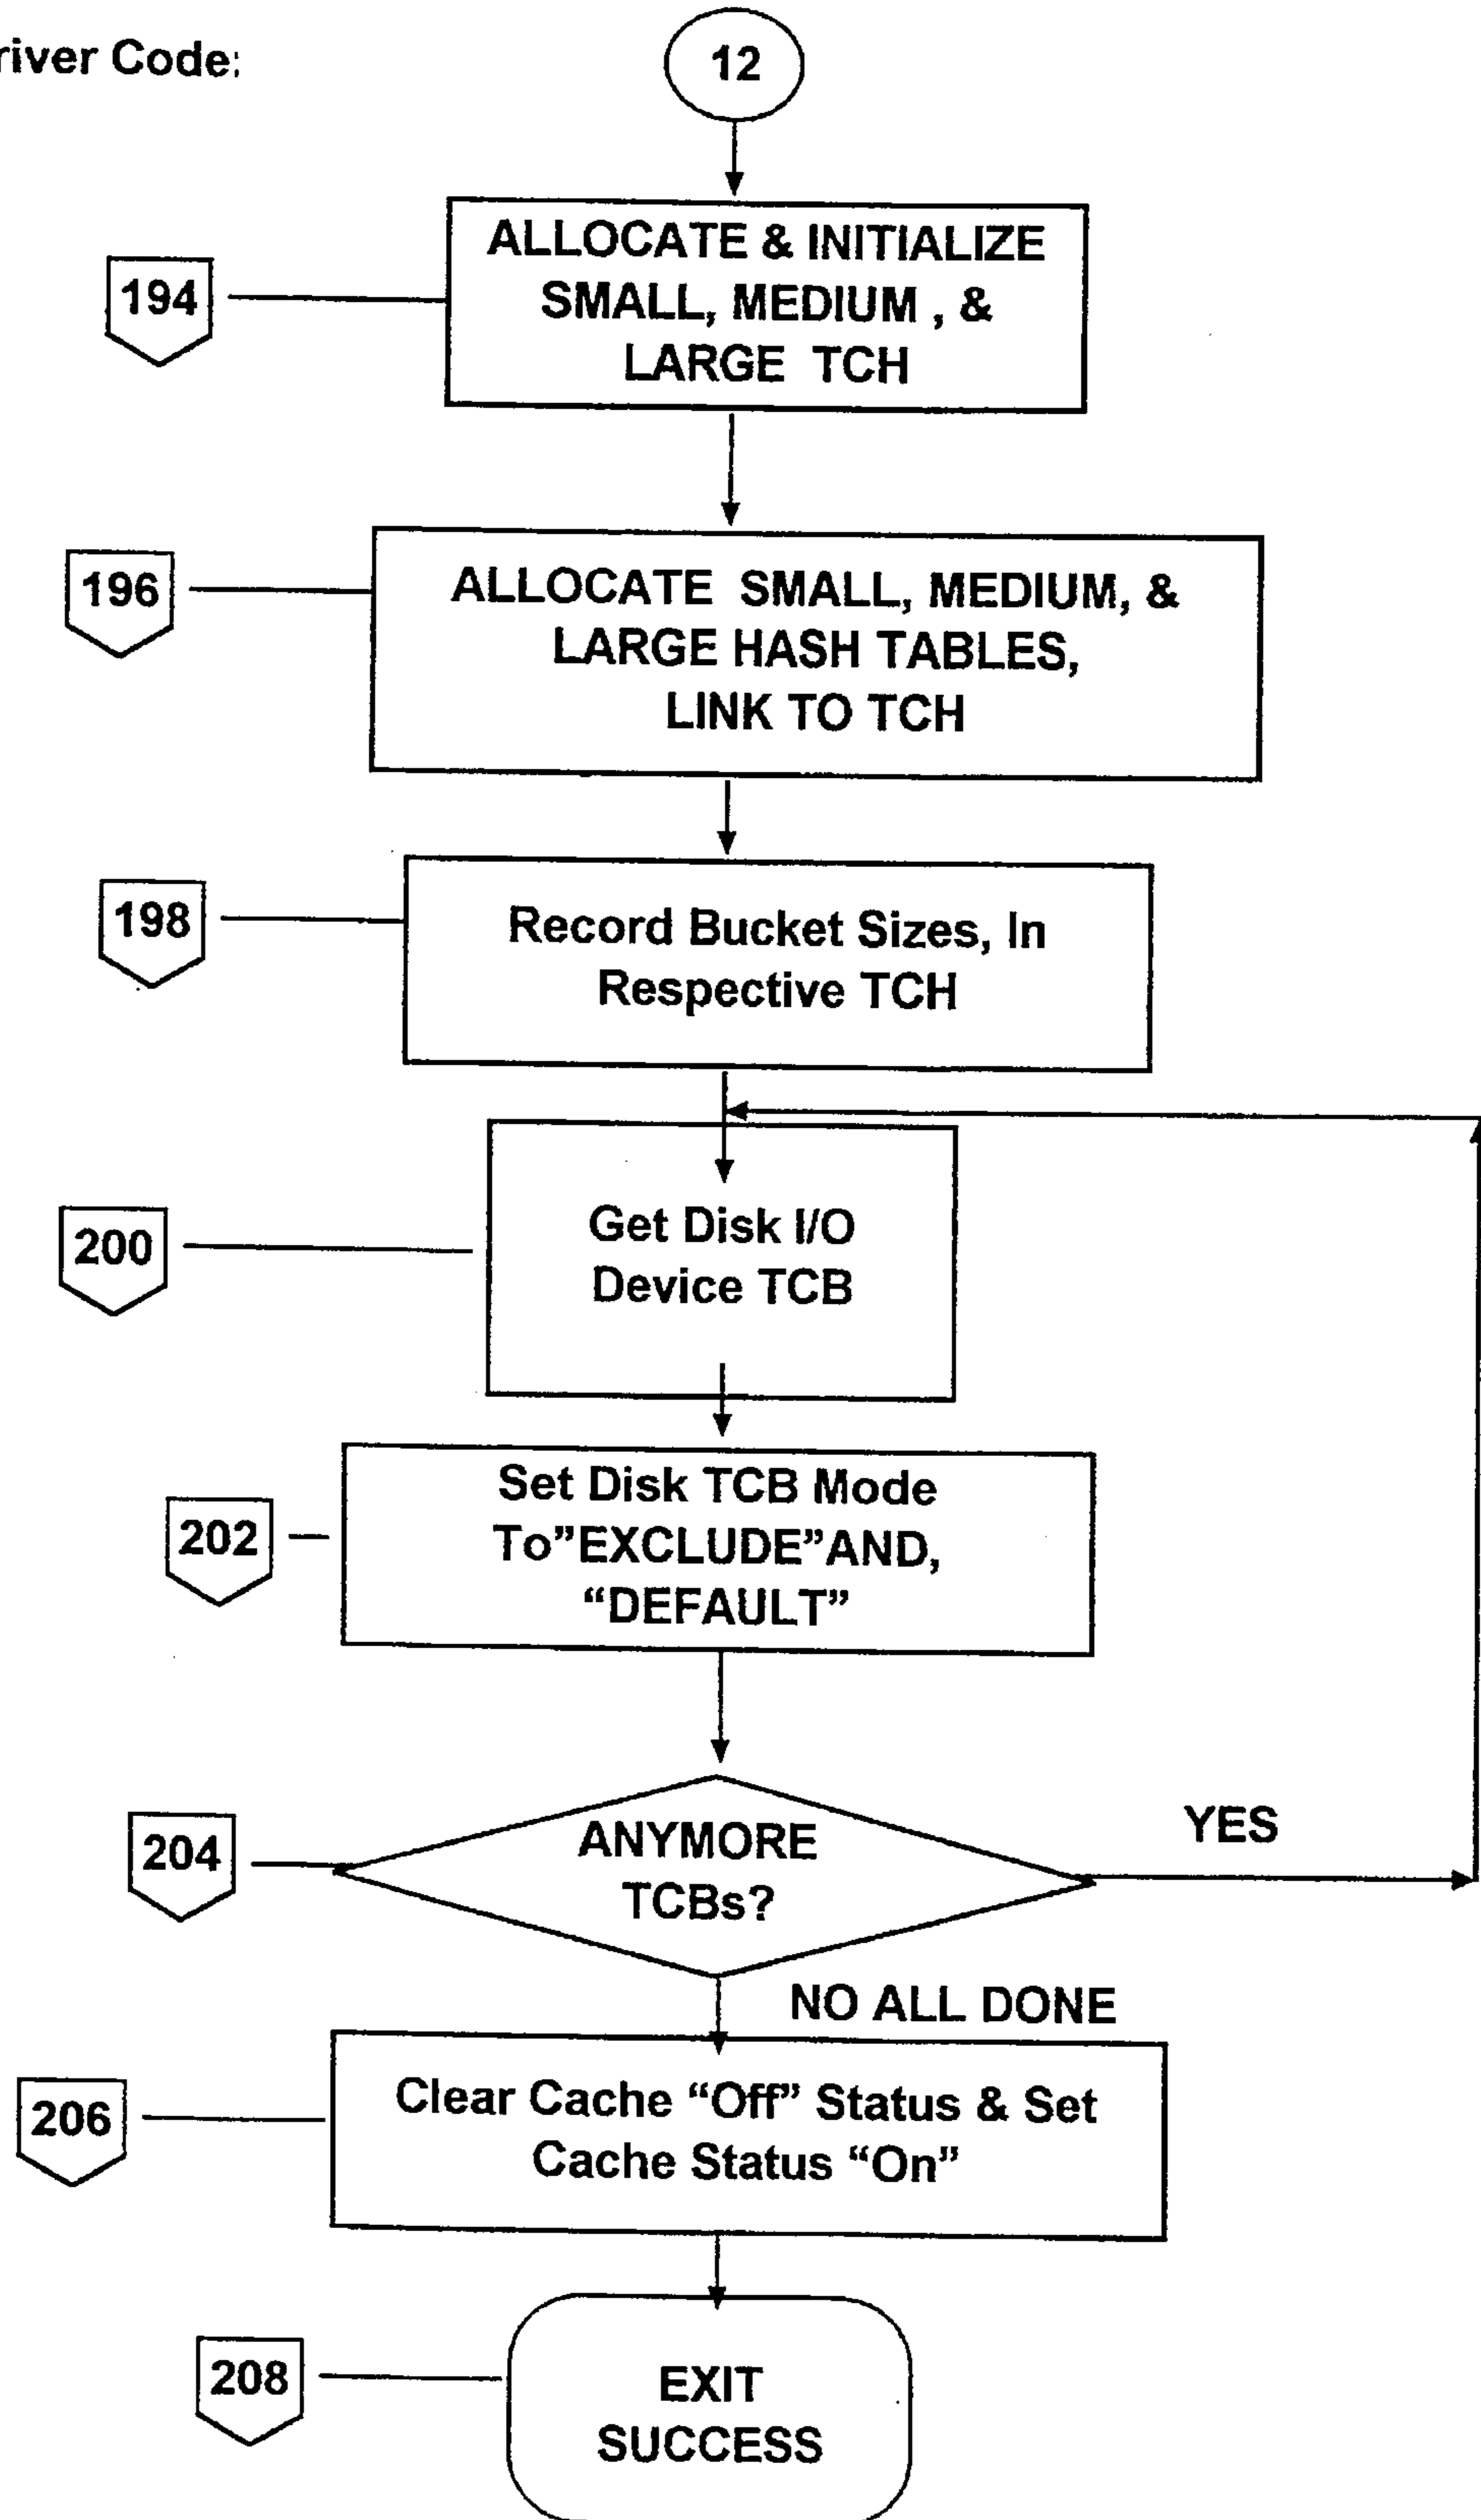 river Code:
12
194
ALLOCATE & INITIALIZE
SMALL, MEDIUM , &
LARGE TCH
196
ALLOCATE SMALL, MEDIUM, &
LARGE HASH TABLES,
LINK TO TCH
198
Record Bucket Sizes, In
Respective TCH
200
Get Disk I/O
Device TCB
202
Set Disk TCB Mode
To”EXCLUDE”AND,
“DEFAULT”
204
ANYMORE
TCBs?
YES
NO ALL DONE
206
Clear Cache “Off” Status & Set
Cache Status “On”
208
EXIT
SUCCESS